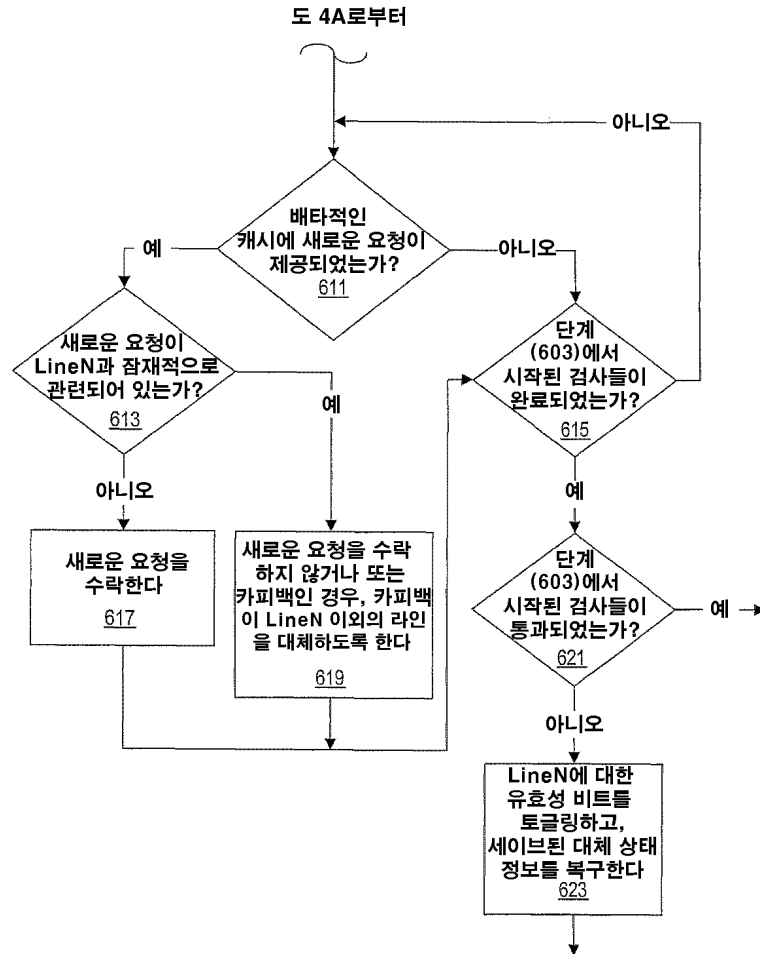 도 4A로부터
아니오
배타적인
캐시에 새로운 요청이
제공되었는가?
611
예
아니오
새로운 요청이
LineN과 잠재적으로
관련되어 있는가?
613
단계
(603)에서
시작된 검사들이
완료되었는가?
615
예
아니오
예
새로운 요청을
수락한다
617
새로운 요청을 수락
하지 않거나 또는
카피백인 경우, 카피백
이 LineN 이외의 라인
을 대체하도록 한다
619
단계
(603)에서
시작된 검사들이
통과되었는가?
621
예
아니오
LineN에 대한
유효성 비트를
토글링하고,
세이브된 대체 상태
정보를 복구한다
623